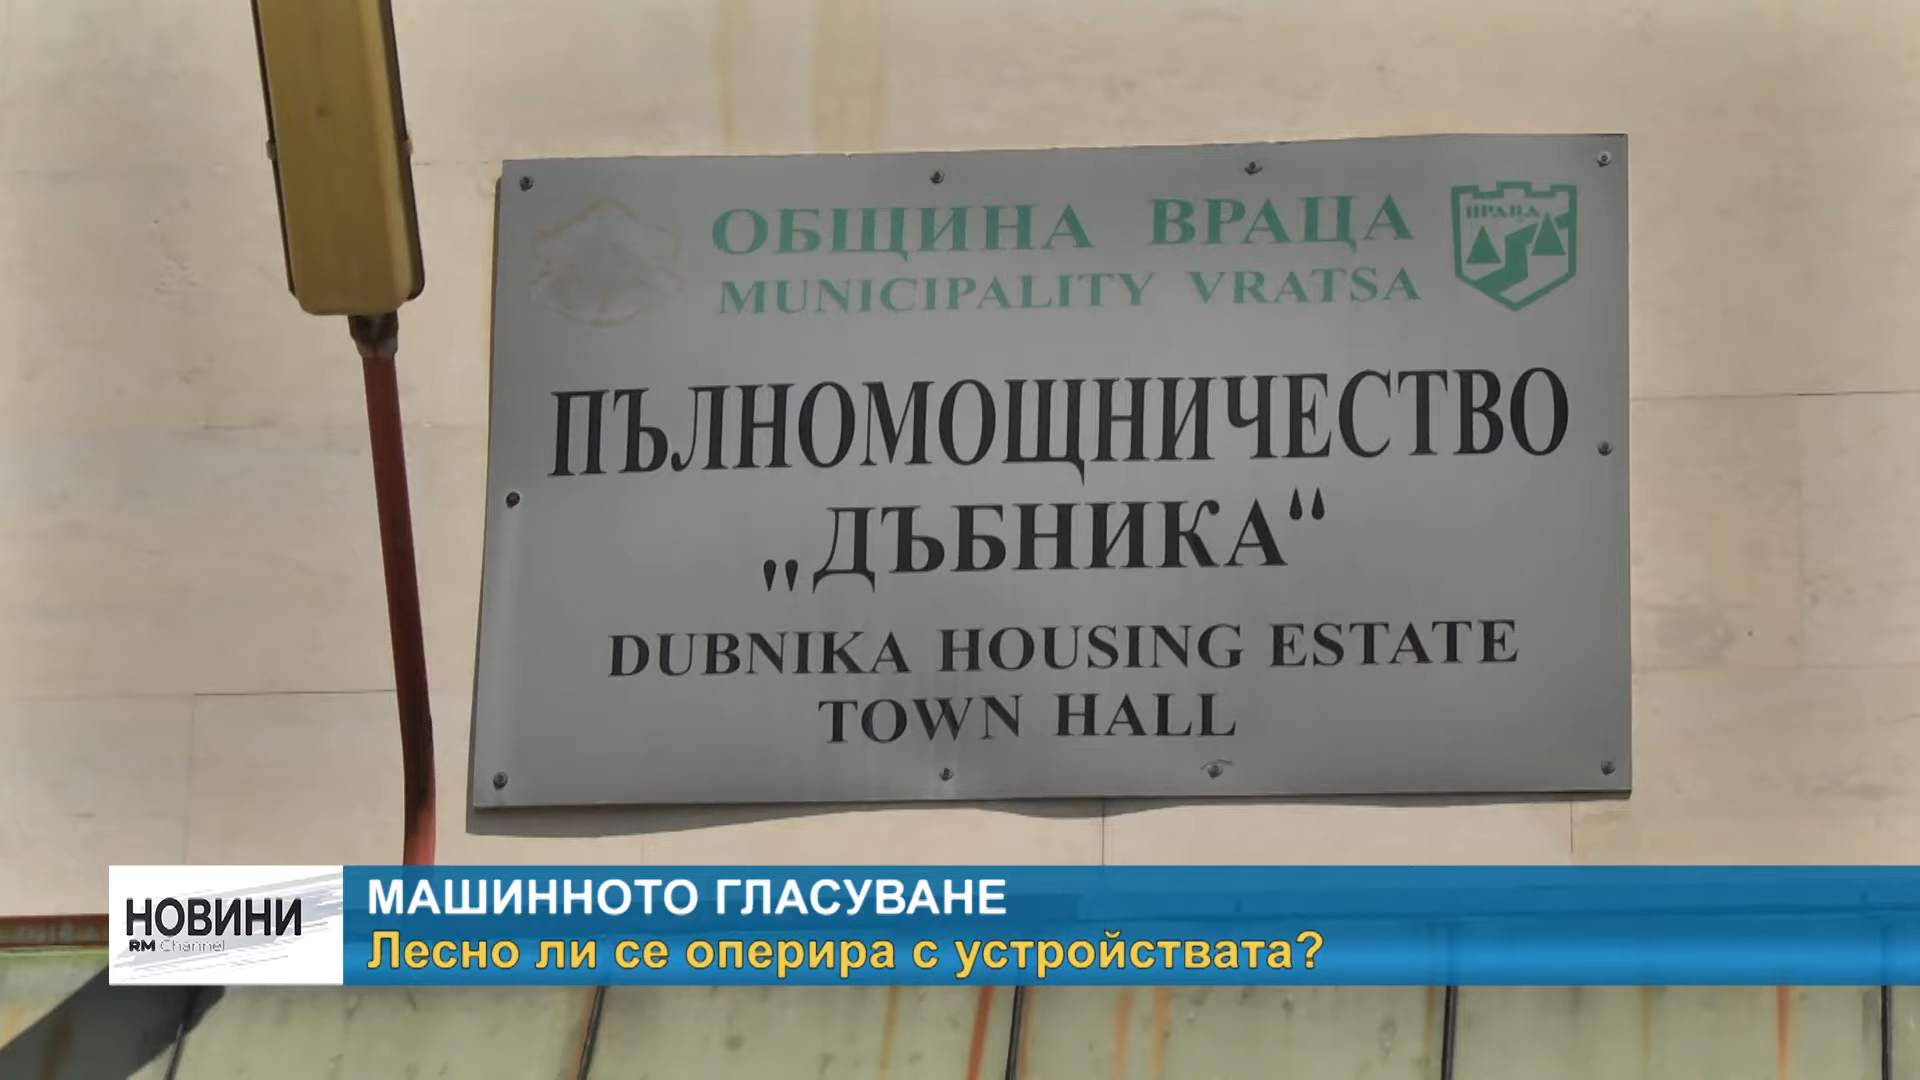 ОБЩИНА ВРАЦА
ВРАЦА
MUNICIPALITY VRATSA
ПЪЛНОМОЩНИЧЕСТВО
„ДЪБНИКА“
DUBNIKA HOUSING ESTATE
TOWN HALL
НОВИНИ
RM Channel
МАШИННОТО ГЛАСУВАНЕ
Лесно ли се оперира с устройствата?